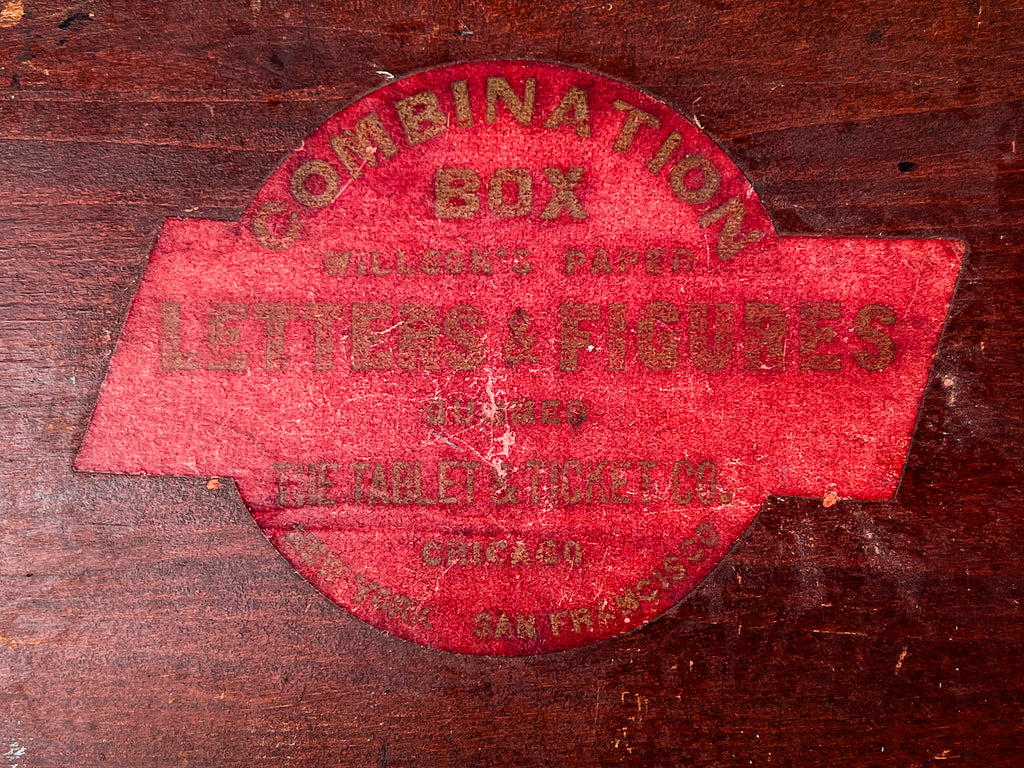 COMBINATION
BOX
WILLSON'S PAPER
LETTERS & FIGURES
GUMMED
THE TABLET & TICKET CO.
CHICAGO
NEW YORK SAN FRANCISCO